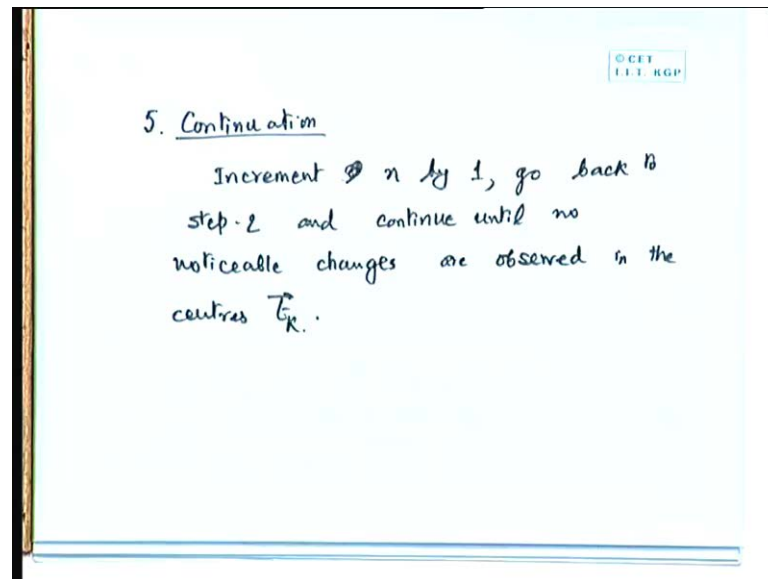 © CET
I.I.T. KGP
5. Continuation
Increment n by 1, go back to
step-2 and continue until no
noticeable changes are observed in the
centres t⃗k.